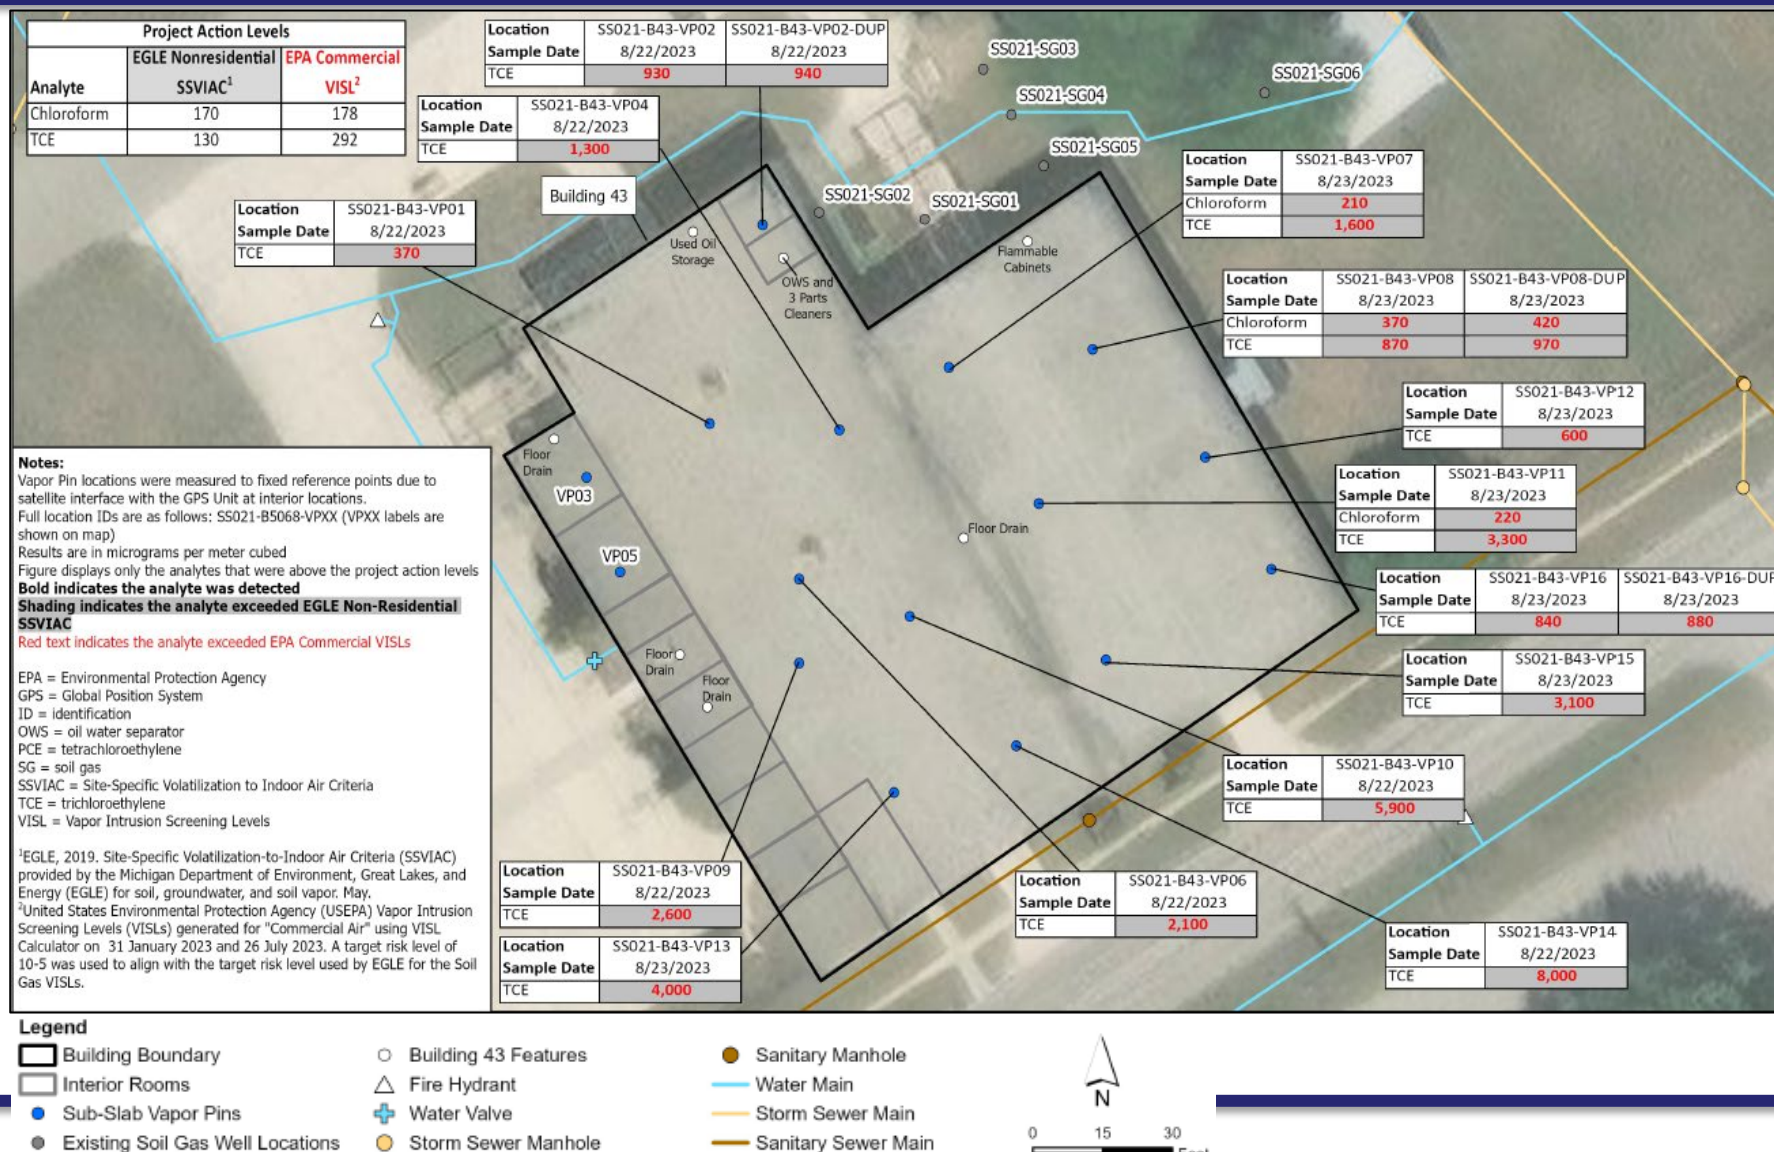 Project Action Levels
Analyte EGLE Nonresidential SSVIAC1 EPA Commercial VISL2
Chloroform 170 178
TCE 130 292
Location SS021-B43-VP02 SS021-B43-VP02-DUP
Sample Date 8/22/2023 8/22/2023
TCE 930 940
Location SS021-B43-VP04
Sample Date 8/22/2023
TCE 1,300
Location SS021-B43-VP01
Sample Date 8/22/2023
TCE 370
Building 43
SS021-SG03
SS021-SG06
SS021-SG04
SS021-SG05
SS021-SG02
SS021-SG01
Used Oil
Storage
OWS and
3 Parts
Cleaners
Flammable
Cabinets
Location SS021-B43-VP07
Sample Date 8/23/2023
Chloroform 210
TCE 1,600
Location SS021-B43-VP08 SS021-B43-VP08-DUP
Sample Date 8/23/2023 8/23/2023
Chloroform 370 420
TCE 870 970
Location SS021-B43-VP12
Sample Date 8/23/2023
TCE 600
Location SS021-B43-VP11
Sample Date 8/23/2023
Chloroform 220
TCE 3,300
Location SS021-B43-VP16 SS021-B43-VP16-DUP
Sample Date 8/23/2023 8/23/2023
TCE 840 880
Location SS021-B43-VP15
Sample Date 8/23/2023
TCE 3,100
Location SS021-B43-VP10
Sample Date 8/22/2023
TCE 5,900
Location SS021-B43-VP14
Sample Date 8/22/2023
TCE 8,000
Location SS021-B43-VP06
Sample Date 8/22/2023
TCE 2,100
Location SS021-B43-VP09
Sample Date 8/22/2023
TCE 2,600
Location SS021-B43-VP13
Sample Date 8/23/2023
TCE 4,000
Floor
Drain
VP03
VP05
Floor Drain
Floor
Drain
Floor
Drain
Notes:
Vapor Pin locations were measured to fixed reference points due to
satellite interface with the GPS Unit at interior locations.
Full location IDs are as follows: SS021-B5068-VPXX (VPXX labels are
shown on map)
Results are in micrograms per meter cubed
Figure displays only the analytes that were above the project action levels
Bold indicates the analyte was detected
Shading indicates the analyte exceeded EGLE Non-Residential
SSVIAC
Red text indicates the analyte exceeded EPA Commercial VISLs
EPA = Environmental Protection Agency
GPS = Global Position System
ID = identification
OWS = oil water separator
PCE = tetrachloroethylene
SG = soil gas
SSVIAC = Site-Specific Volatilization to Indoor Air Criteria
TCE = trichloroethylene
VISL = Vapor Intrusion Screening Levels
1EGLE, 2019. Site-Specific Volatilization-to-Indoor Air Criteria (SSVIAC)
provided by the Michigan Department of Environment, Great Lakes, and
Energy (EGLE) for soil, groundwater, and soil vapor. May.
2United States Environmental Protection Agency (USEPA) Vapor Intrusion
Screening Levels (VISLs) generated for "Commercial Air" using VISL
Calculator on 31 January 2023 and 26 July 2023. A target risk level of
10-5 was used to align with the target risk level used by EGLE for the Soil
Gas VISLs.
Legend
Building Boundary
Interior Rooms
Sub-Slab Vapor Pins
Existing Soil Gas Well Locations
Building 43 Features
Fire Hydrant
Water Valve
Storm Sewer Manhole
Sanitary Manhole
Water Main
Storm Sewer Main
Sanitary Sewer Main
N
0 15 30
Feet